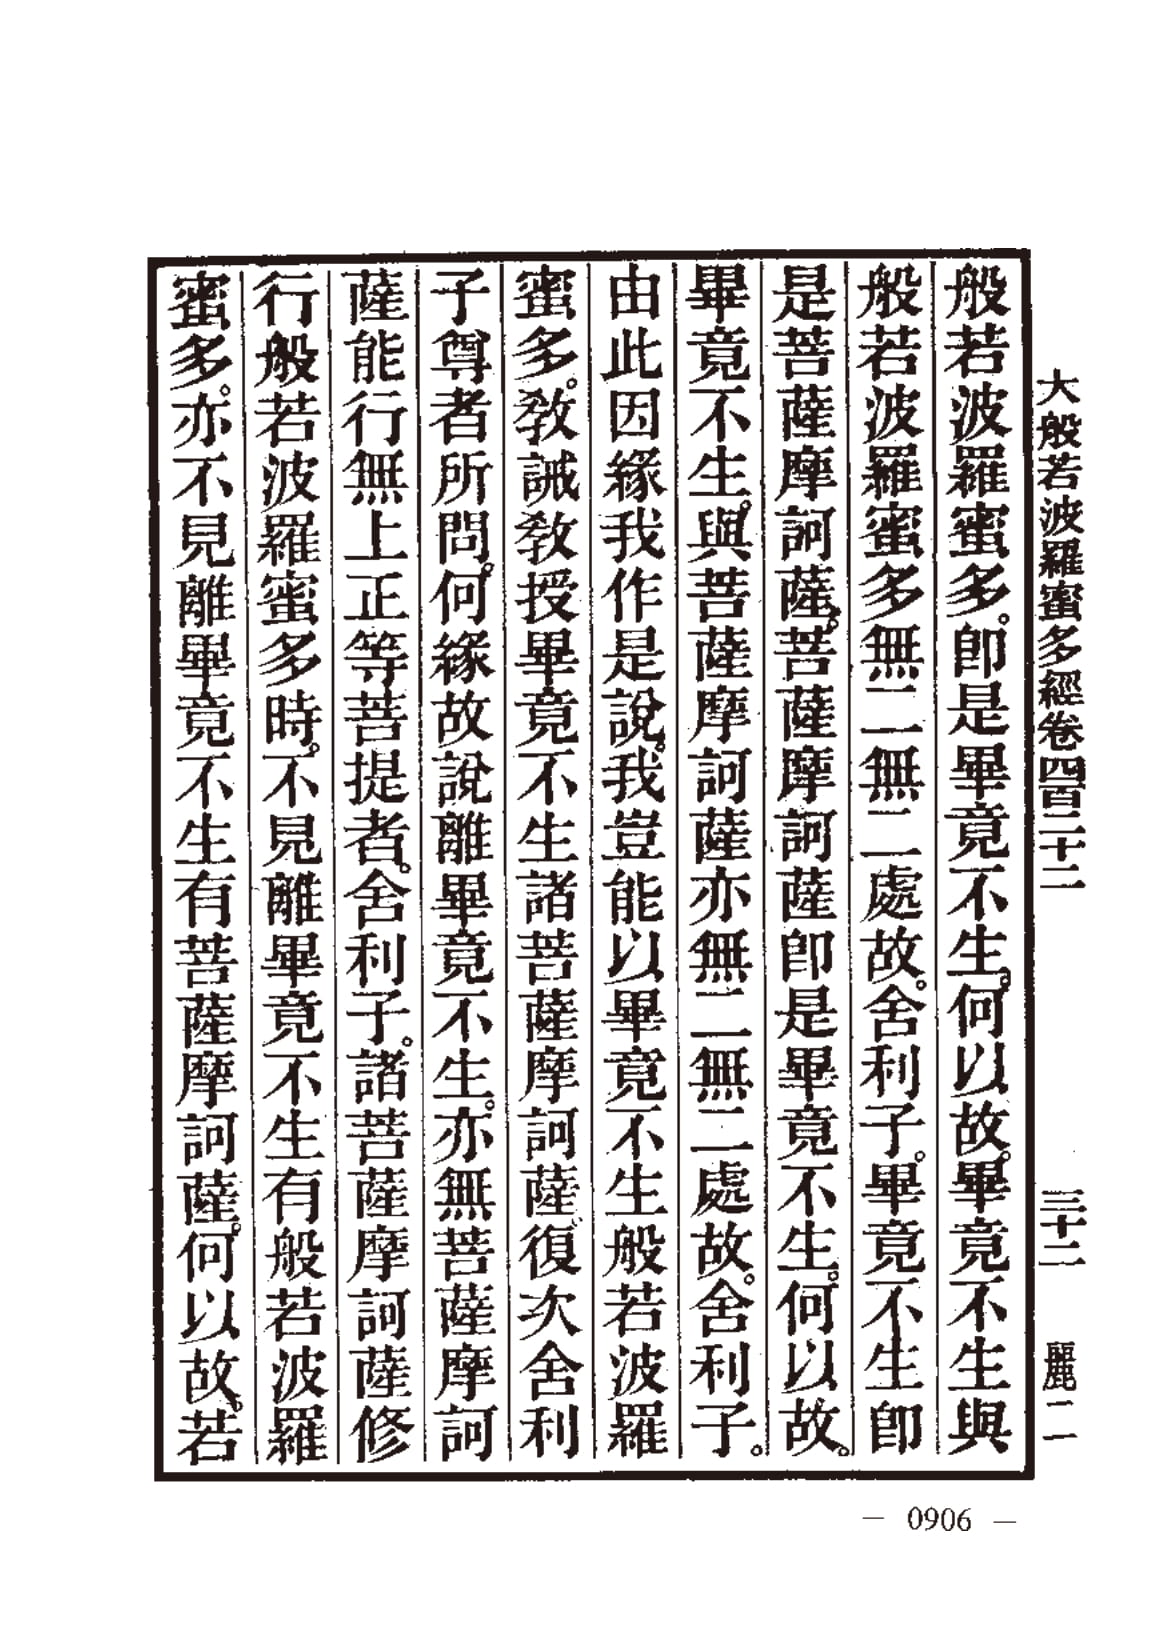 大般若波羅蜜多經卷四百二十二　三十二　麗二
般若波羅蜜多。卽是畢竟不生。何以故。畢竟不生與
般若波羅蜜多無二無二處故。舍利子。畢竟不生卽
是菩薩摩訶薩。菩薩摩訶薩卽是畢竟不生。何以故。
畢竟不生。與菩薩摩訶薩亦無二無二處故。舍利子。
由此因緣我作是說。我豈能以畢竟不生般若波羅
蜜多。敎誡敎授畢竟不生諸菩薩摩訶薩。復次舍利
子尊者所問。何緣故說離畢竟不生。亦無菩薩摩訶
薩能行無上正等菩提者。舍利子。諸菩薩摩訶薩修
行般若波羅蜜多時。不見離畢竟不生有般若波羅
蜜多。亦不見離畢竟不生有菩薩摩訶薩。何以故。若
— 0906 —